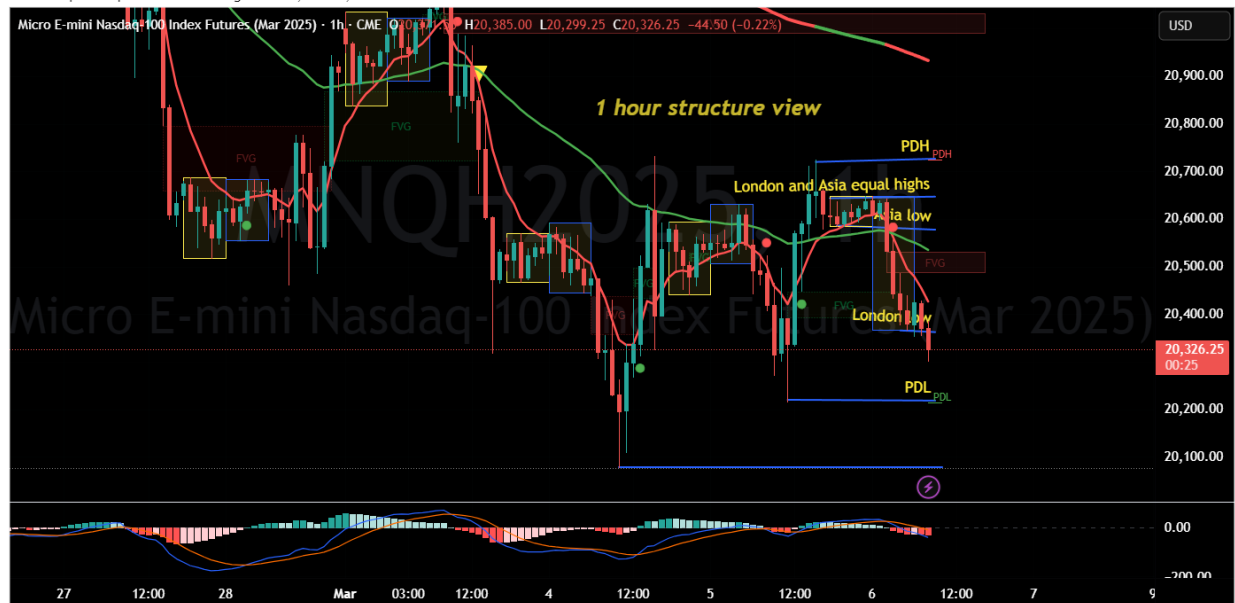 Micro E-mini Nasdaq-100 Index Futures (Mar 2025) · 1h · CME H20,385.00 L20,299.25 C20,326.25 −44.50 (−0.22%)
USD
20,900.00
1 hour structure view
20,800.00
FVG
FVG
PDH
PDH
20,700.00
MNQH2025, 1h
London and Asia equal highs
Asia low
20,600.00
FVG
FVG
FVG
20,500.00
FVG
FVG
Micro E-mini Nasdaq-100 Index Futures (Mar 2025)
London low
20,400.00
20,326.25
00:25
PDL
PDL
20,200.00
20,100.00
0.00
−200.00
27 12:00 28 Mar 03:00 12:00 4 12:00 5 12:00 6 12:00 7 9